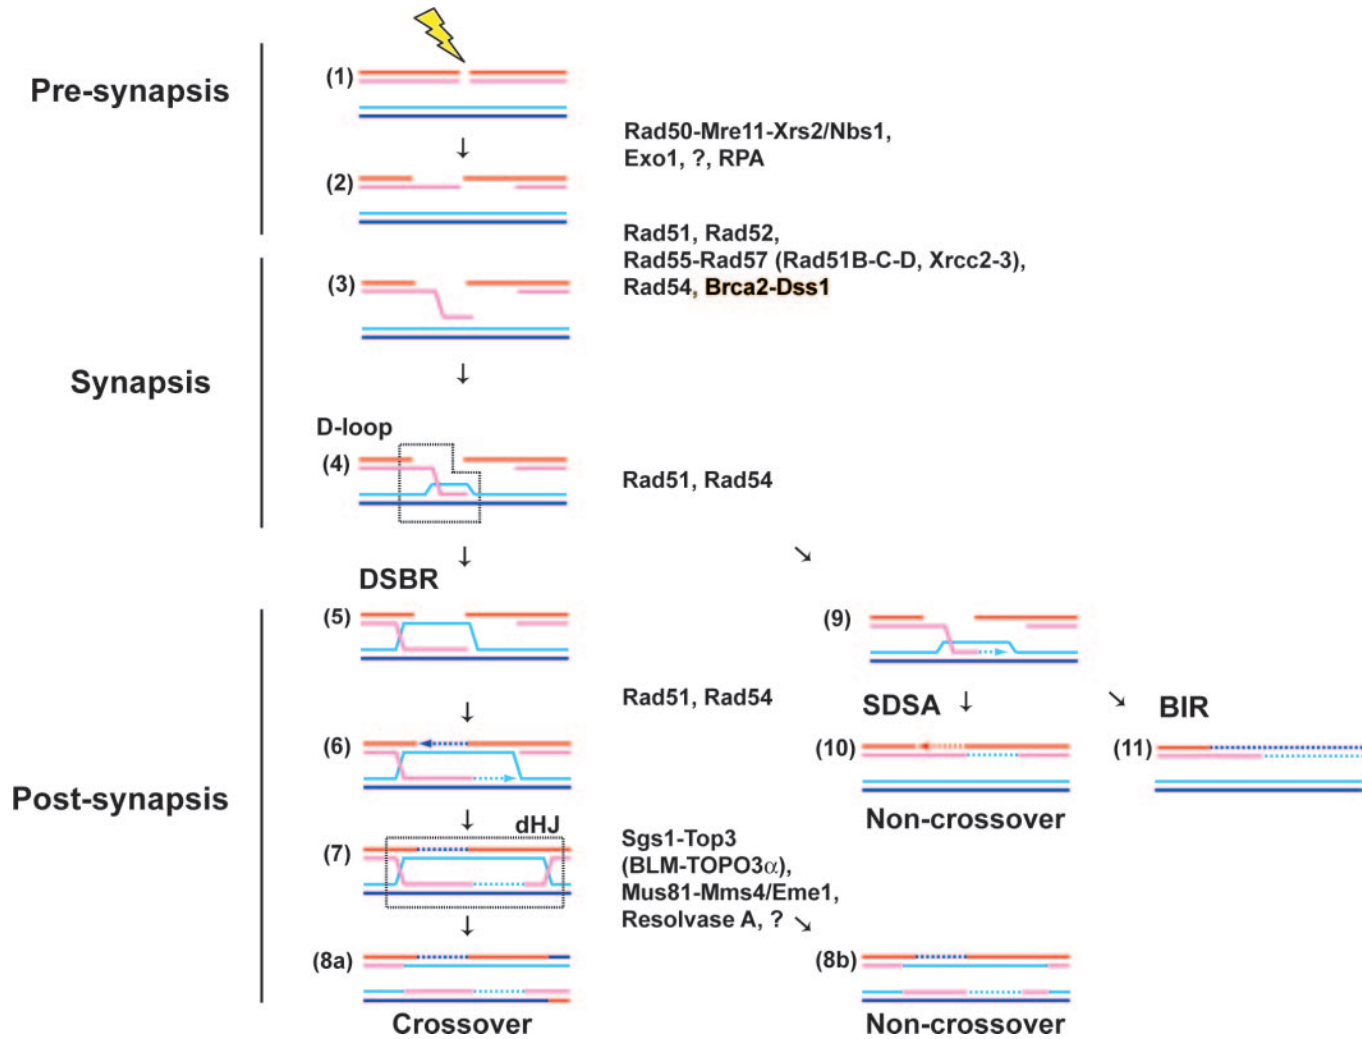 Pre-synapsis
(1)
Rad50-Mre11-Xrs2/Nbs1,
Exo1, ?, RPA
(2)
Rad51, Rad52,
Rad55-Rad57 (Rad51B-C-D, Xrcc2-3),
Rad54, Brca2-Dss1
(3)
Synapsis
D-loop
(4)
Rad51, Rad54
DSBR
(5)
(9)
Rad51, Rad54
SDSA
BIR
(6)
(10)
(11)
Post-synapsis
Non-crossover
dHJ
(7)
Sgs1-Top3
(BLM-TOPO3α),
Mus81-Mms4/Eme1,
Resolvase A, ?
(8a)
(8b)
Crossover
Non-crossover